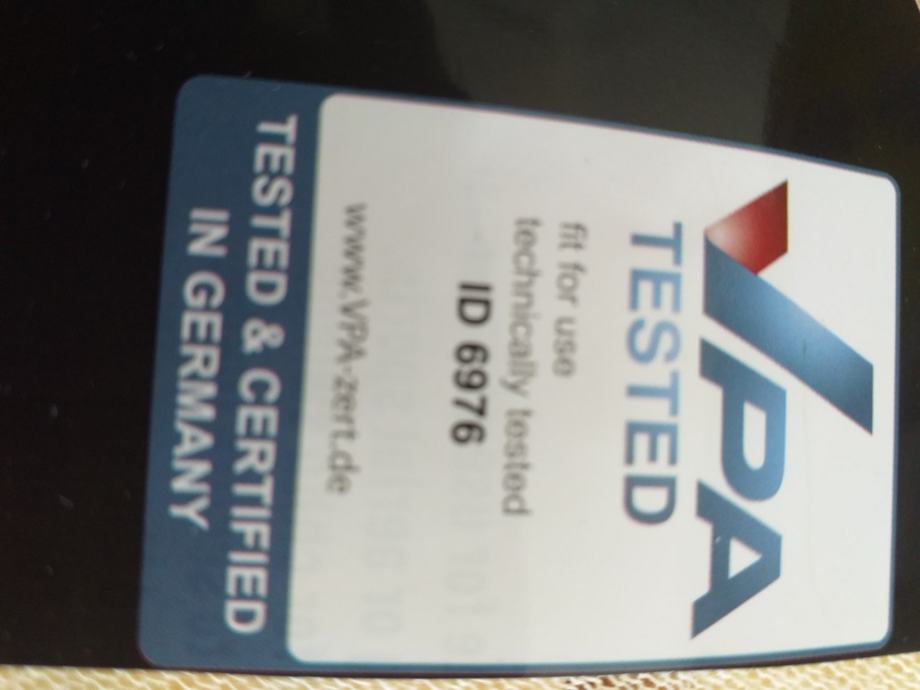 VPA
TESTED
fit for use
technically tested
ID 6976
www.VPA-zert.de
TESTED & CERTIFIED
IN GERMANY